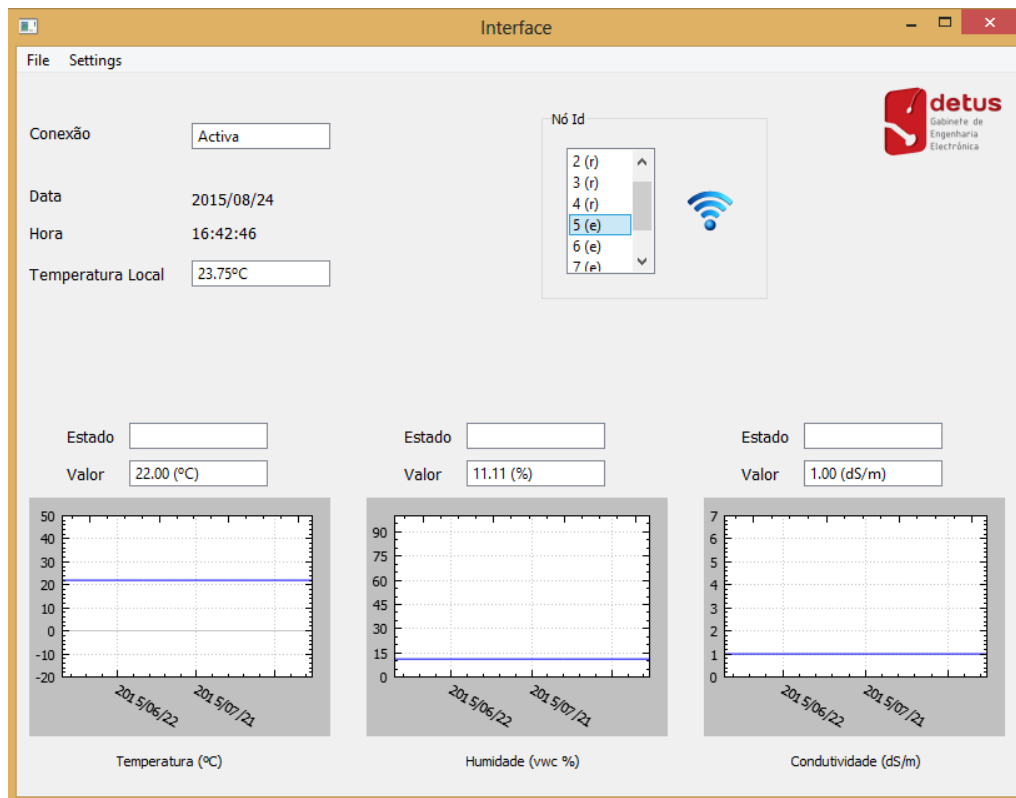 Interface
File Settings
detus
Gabinete de
Engenharia
Electrónica
Conexão Activa
Data 2015/08/24
Hora 16:42:46
Temperatura Local 23.75ºC
Nó Id
2 (r)
3 (r)
4 (r)
5 (e)
6 (e)
7 (e)
Estado
Valor 22.00 (ºC)
50
40
30
20
10
0
-10
-20
2015/06/22 2015/07/21
Temperatura (ºC)
Estado
Valor 11.11 (%)
90
75
60
45
30
15
0
2015/06/22 2015/07/21
Humidade (vwc %)
Estado
Valor 1.00 (dS/m)
7
6
5
4
3
2
1
0
2015/06/22 2015/07/21
Condutividade (dS/m)